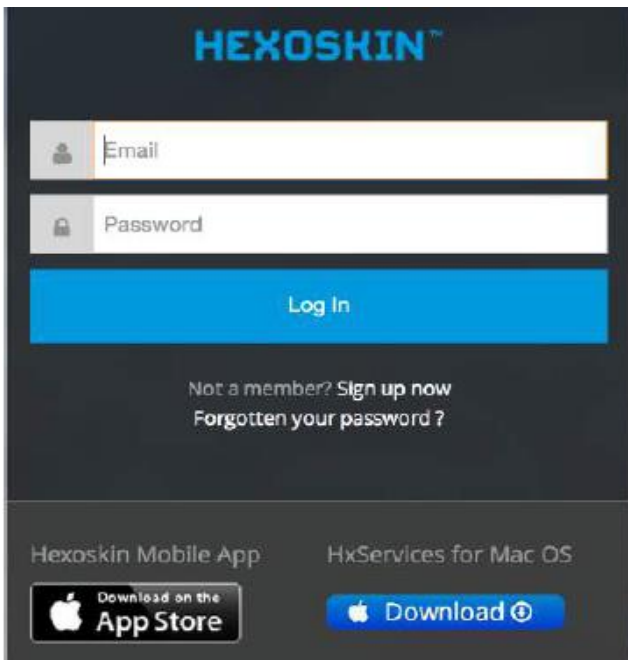 HEXOSKIN™
Email
Password
Log In
Not a member? Sign up now
Forgotten your password ?
Hexoskin Mobile App
Download on the
App Store
HxServices for Mac OS
Download